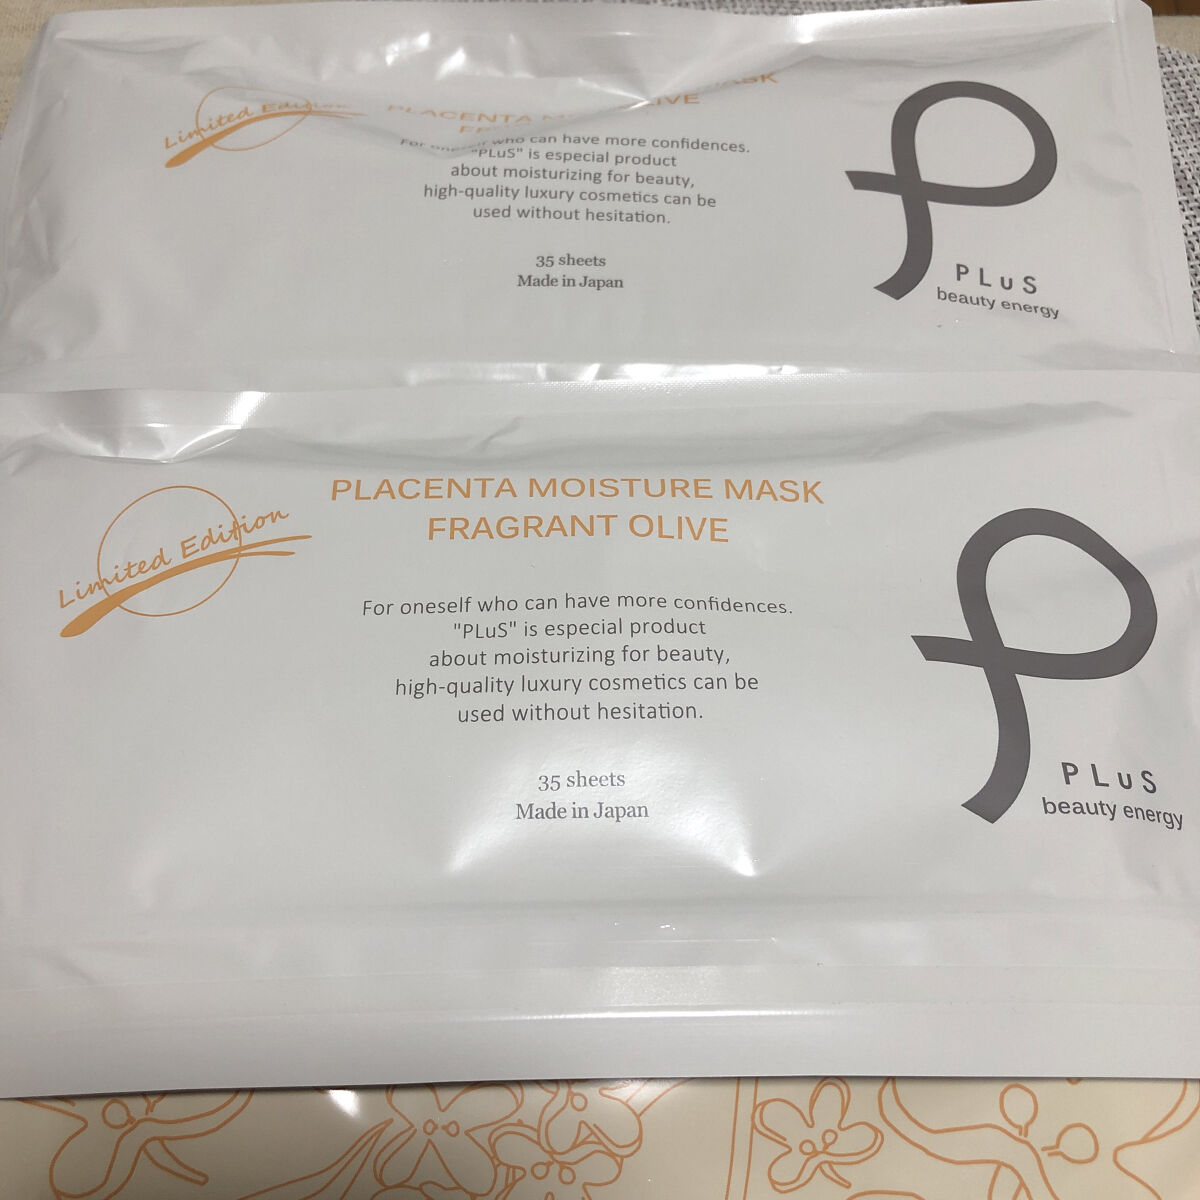 Limited Edition
PLACENTA MASK
OLIVE
For oneself who can have more confidences.
"PLuS" is especial product
about moisturizing for beauty,
high-quality luxury cosmetics can be
used without hesitation.
35 sheets
Made in Japan
PLuS
beauty energy
Limited Edition
PLACENTA MOISTURE MASK
FRAGRANT OLIVE
For oneself who can have more confidences.
"PLuS" is especial product
about moisturizing for beauty,
high-quality luxury cosmetics can be
used without hesitation.
35 sheets
Made in Japan
PLuS
beauty energy